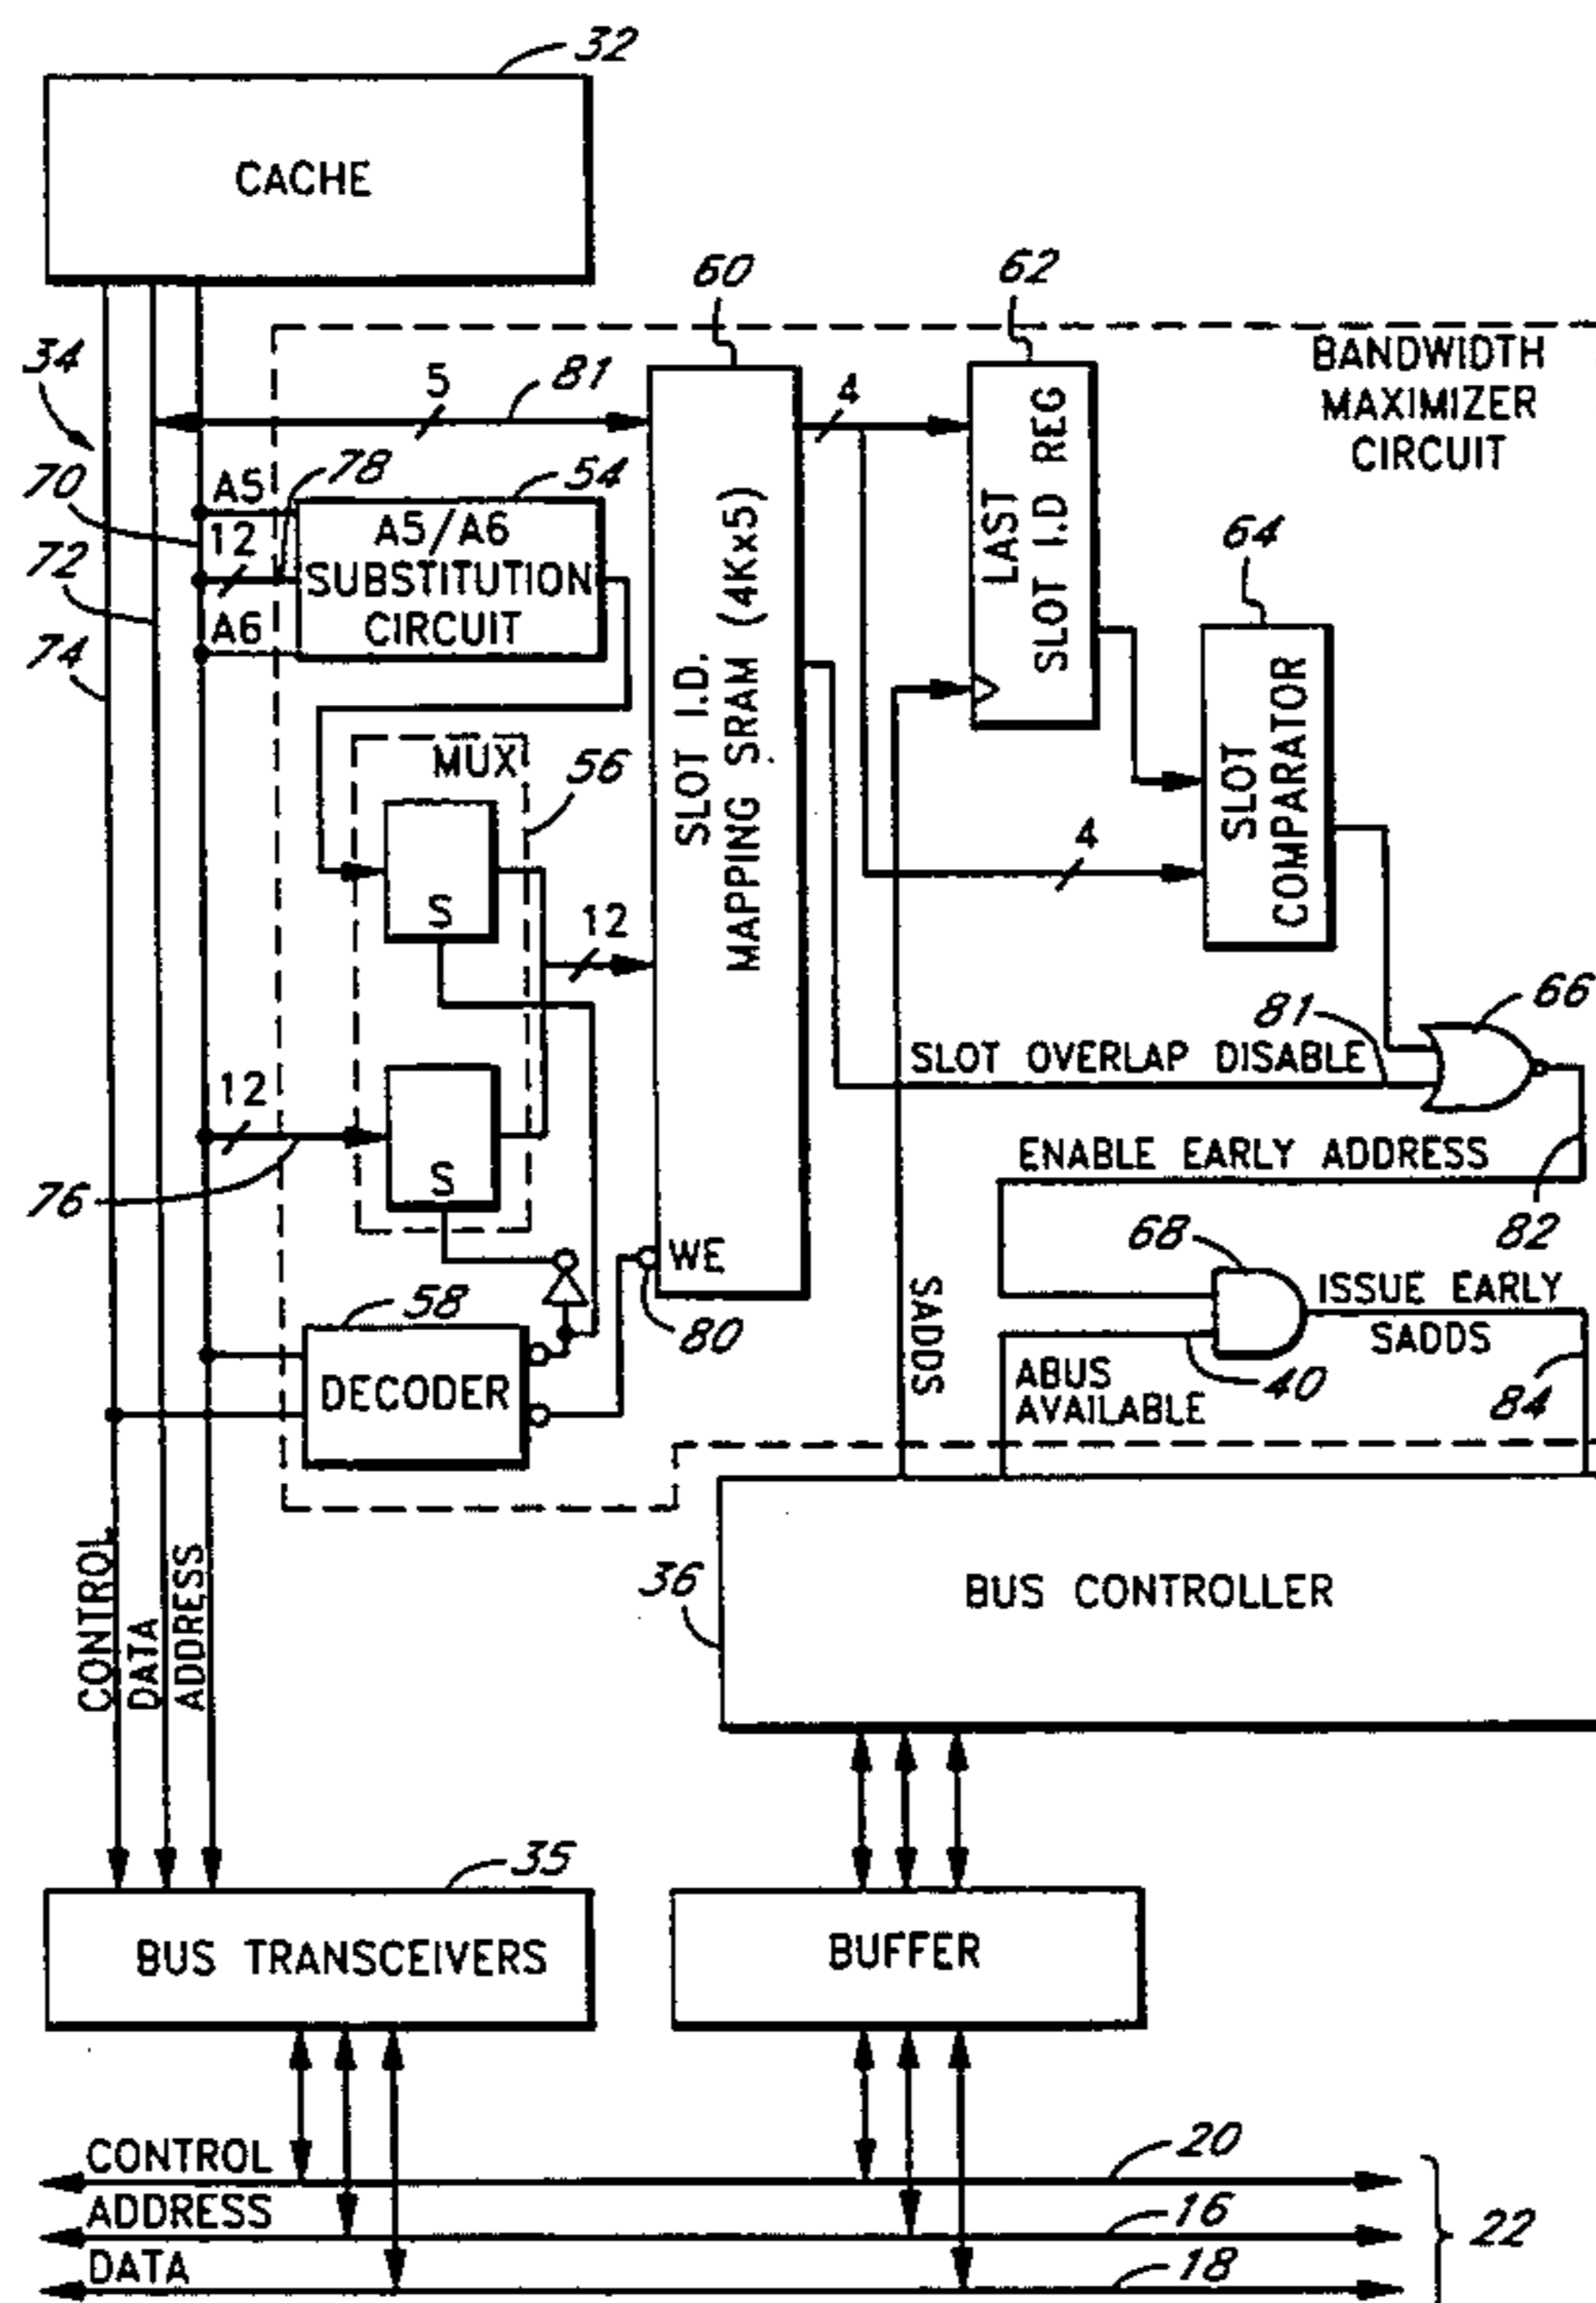 32
CACHE
60
62
34
5
81
4
BANDWIDTH
MAXIMIZER
CIRCUIT
70
A5
78
54
12
72
A5/A6
SUBSTITUTION
CIRCUIT
A6
74
LAST
SLOT I.D REG
64
SLOT I.D.
MAPPING SRAM (4Kx5)
MUX
56
SLOT
COMPARATOR
S
4
12
66
81
SLOT OVERLAP DISABLE
12
ENABLE EARLY ADDRESS
S
76
82
WE
68
58
80
SADDS
ISSUE EARLY
SADDS
DECODER
ABUS
AVAILABLE
40
84
CONTROL
DATA
ADDRESS
36
BUS CONTROLLER
35
BUS TRANSCEIVERS
BUFFER
CONTROL
20
ADDRESS
16
22
DATA
18